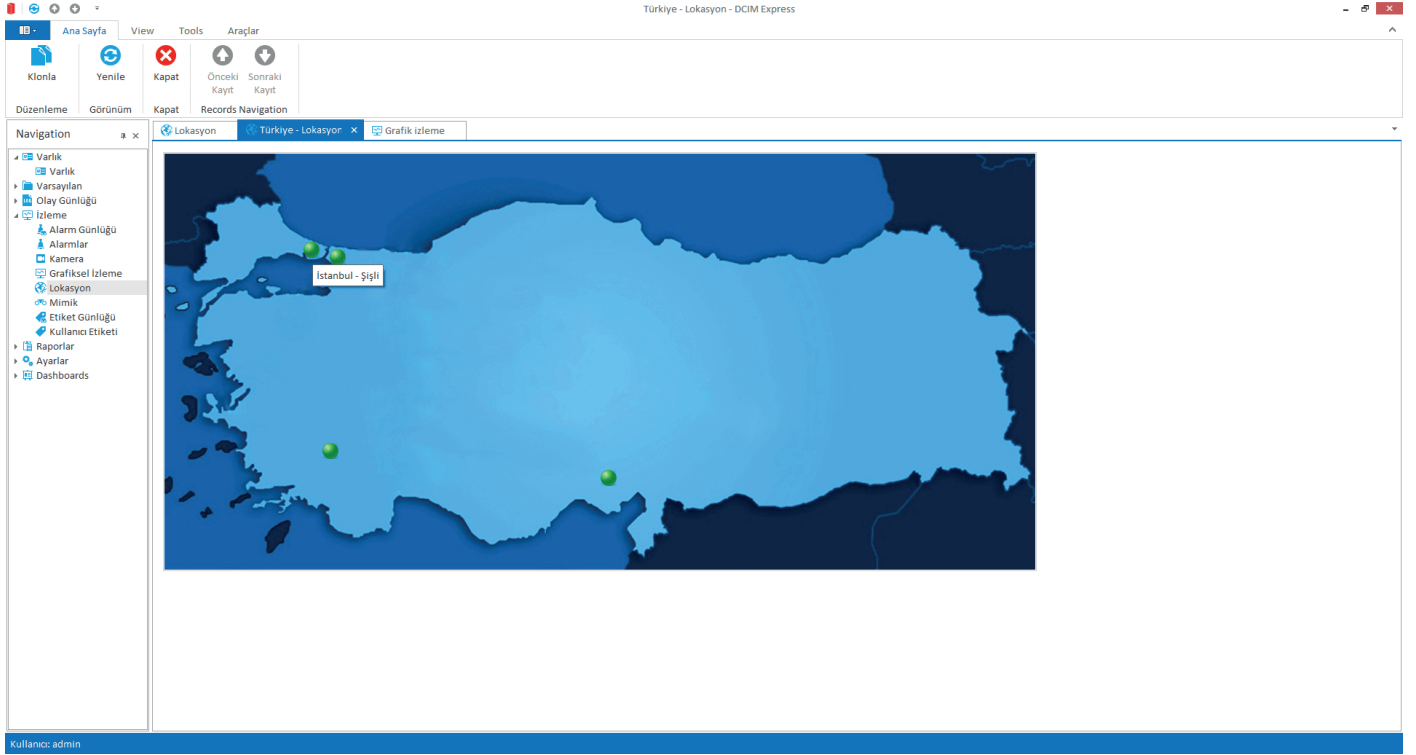 Türkiye - Lokasyon - DCIM Express
Ana Sayfa View Tools Araçlar
Klonla
Yenile
Kapat
Önceki Kayıt
Sonraki Kayıt
Düzenleme
Görünüm
Kapat
Records Navigation
Navigation
Lokasyon
Türkiye - Lokasyon
Grafik izleme
Varlık
Varlık
Varsayılan
Olay Günlüğü
İzleme
Alarm Günlüğü
Alarmlar
Kamera
Grafiksel İzleme
Lokasyon
Mimik
Etiket Günlüğü
Kullanıcı Etiketi
Raporlar
Ayarlar
Dashboards
İstanbul - Şişli
Kullanıcı: admin